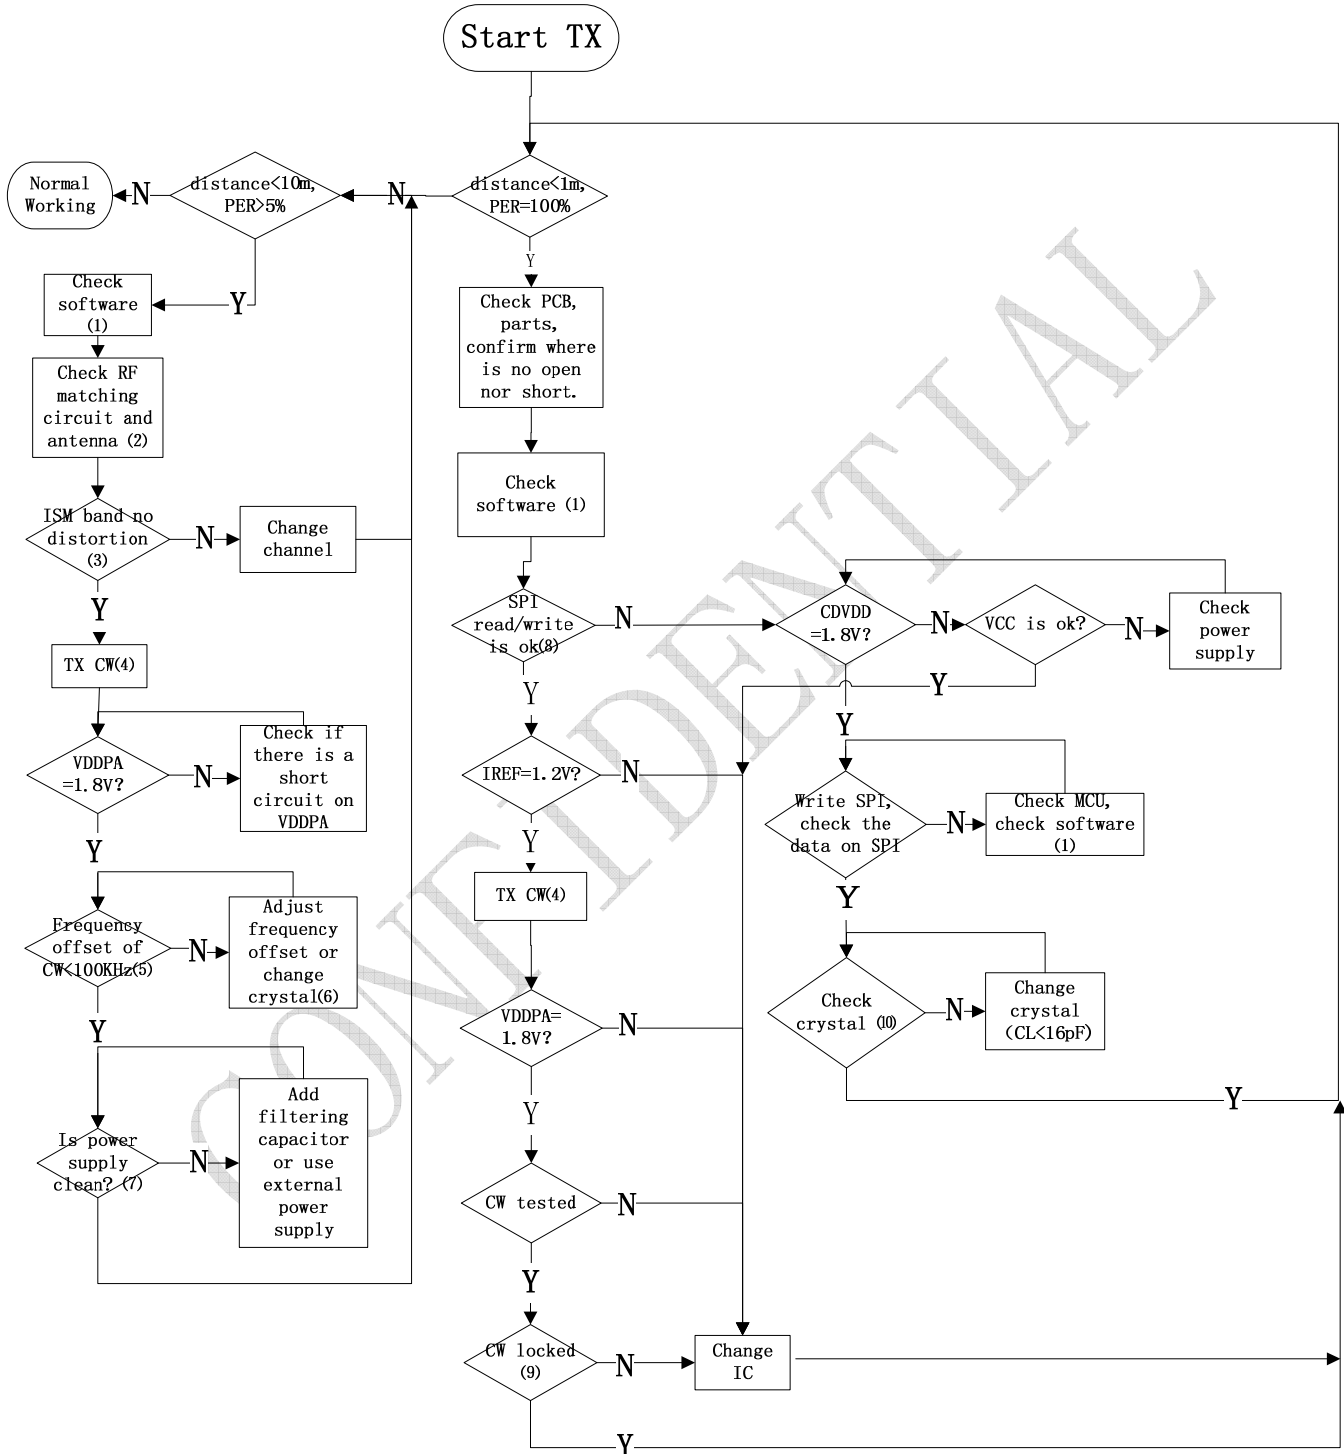 Start TX
Normal
Working
N
distance<10m,
PER>5%
N
distance<1m,
PER=100%
Y
Check
software
(1)
Y
Check RF
matching
circuit and
antenna (2)
ISM band no
distortion
(3)
N
Change
channel
Y
TX CW(4)
VDDPA
=1.8V?
N
Check if
there is a
short
circuit on
VDDPA
Y
Frequency
offset of
CW<100KHz(5)
N
Adjust
frequency
offset or
change
crystal(6)
Y
Is power
supply
clean? (7)
N
Add
filtering
capacitor
or use
external
power
supply
Check PCB,
parts,
confirm where
is no open
nor short.
Check
software (1)
SPI
read/write
is ok(8)
N
Y
IREF=1.2V?
N
Y
TX CW(4)
VDDPA=
1.8V?
N
Y
CW tested
N
Y
CW locked
(9)
N
Change
IC
Y
CDVDD
=1.8V?
N
VCC is ok?
N
Check
power
supply
Y
Y
Write SPI,
check the
data on SPI
N
Check MCU,
check software
(1)
Y
Check
crystal (10)
N
Change
crystal
(CL<16pF)
Y
CONFIDENTIAL